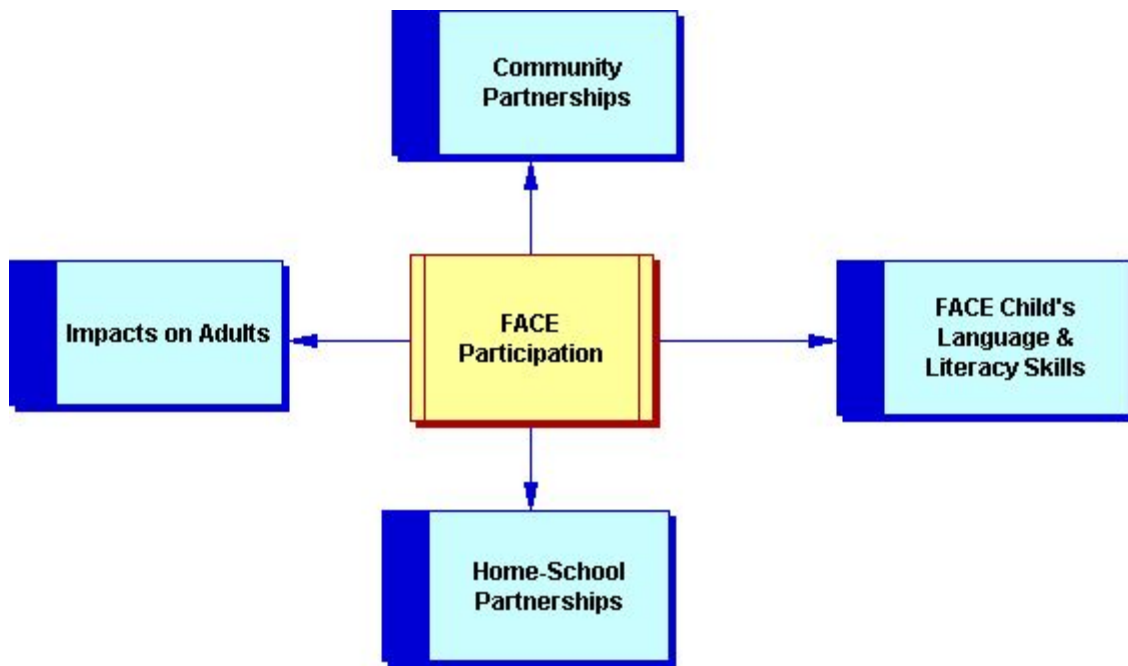 Community
Partnerships
Impacts on Adults
FACE
Participation
FACE Child's
Language &
Literacy Skills
Home-School
Partnerships